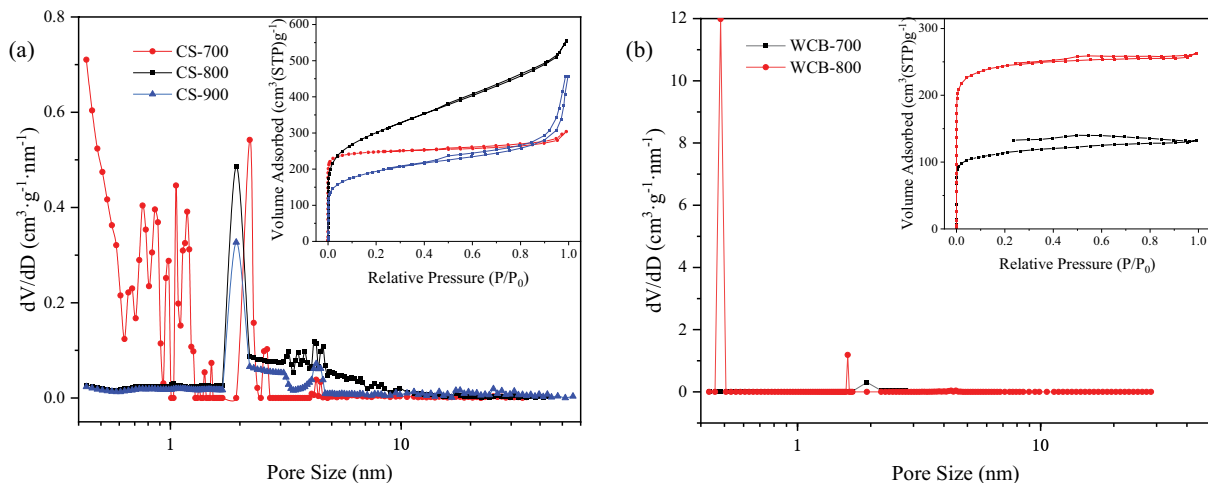 (a)
CS-700
CS-800
CS-900
dV/dD (cm³·g⁻¹·nm⁻¹)
0.8
0.6
0.4
0.2
0.0
1
10
Pore Size (nm)
Volume Adsorbed (cm³(STP)g⁻¹)
600
500
400
300
200
100
0
0.0
0.2
0.4
0.6
0.8
1.0
Relative Pressure (P/P₀)
(b)
WCB-700
WCB-800
dV/dD (cm³·g⁻¹·nm⁻¹)
12
10
8
6
4
2
0
1
10
Pore Size (nm)
Volume Adsorbed (cm³(STP)g⁻¹)
300
200
100
0
0.0
0.2
0.4
0.6
0.8
1.0
Relative Pressure (P/P₀)